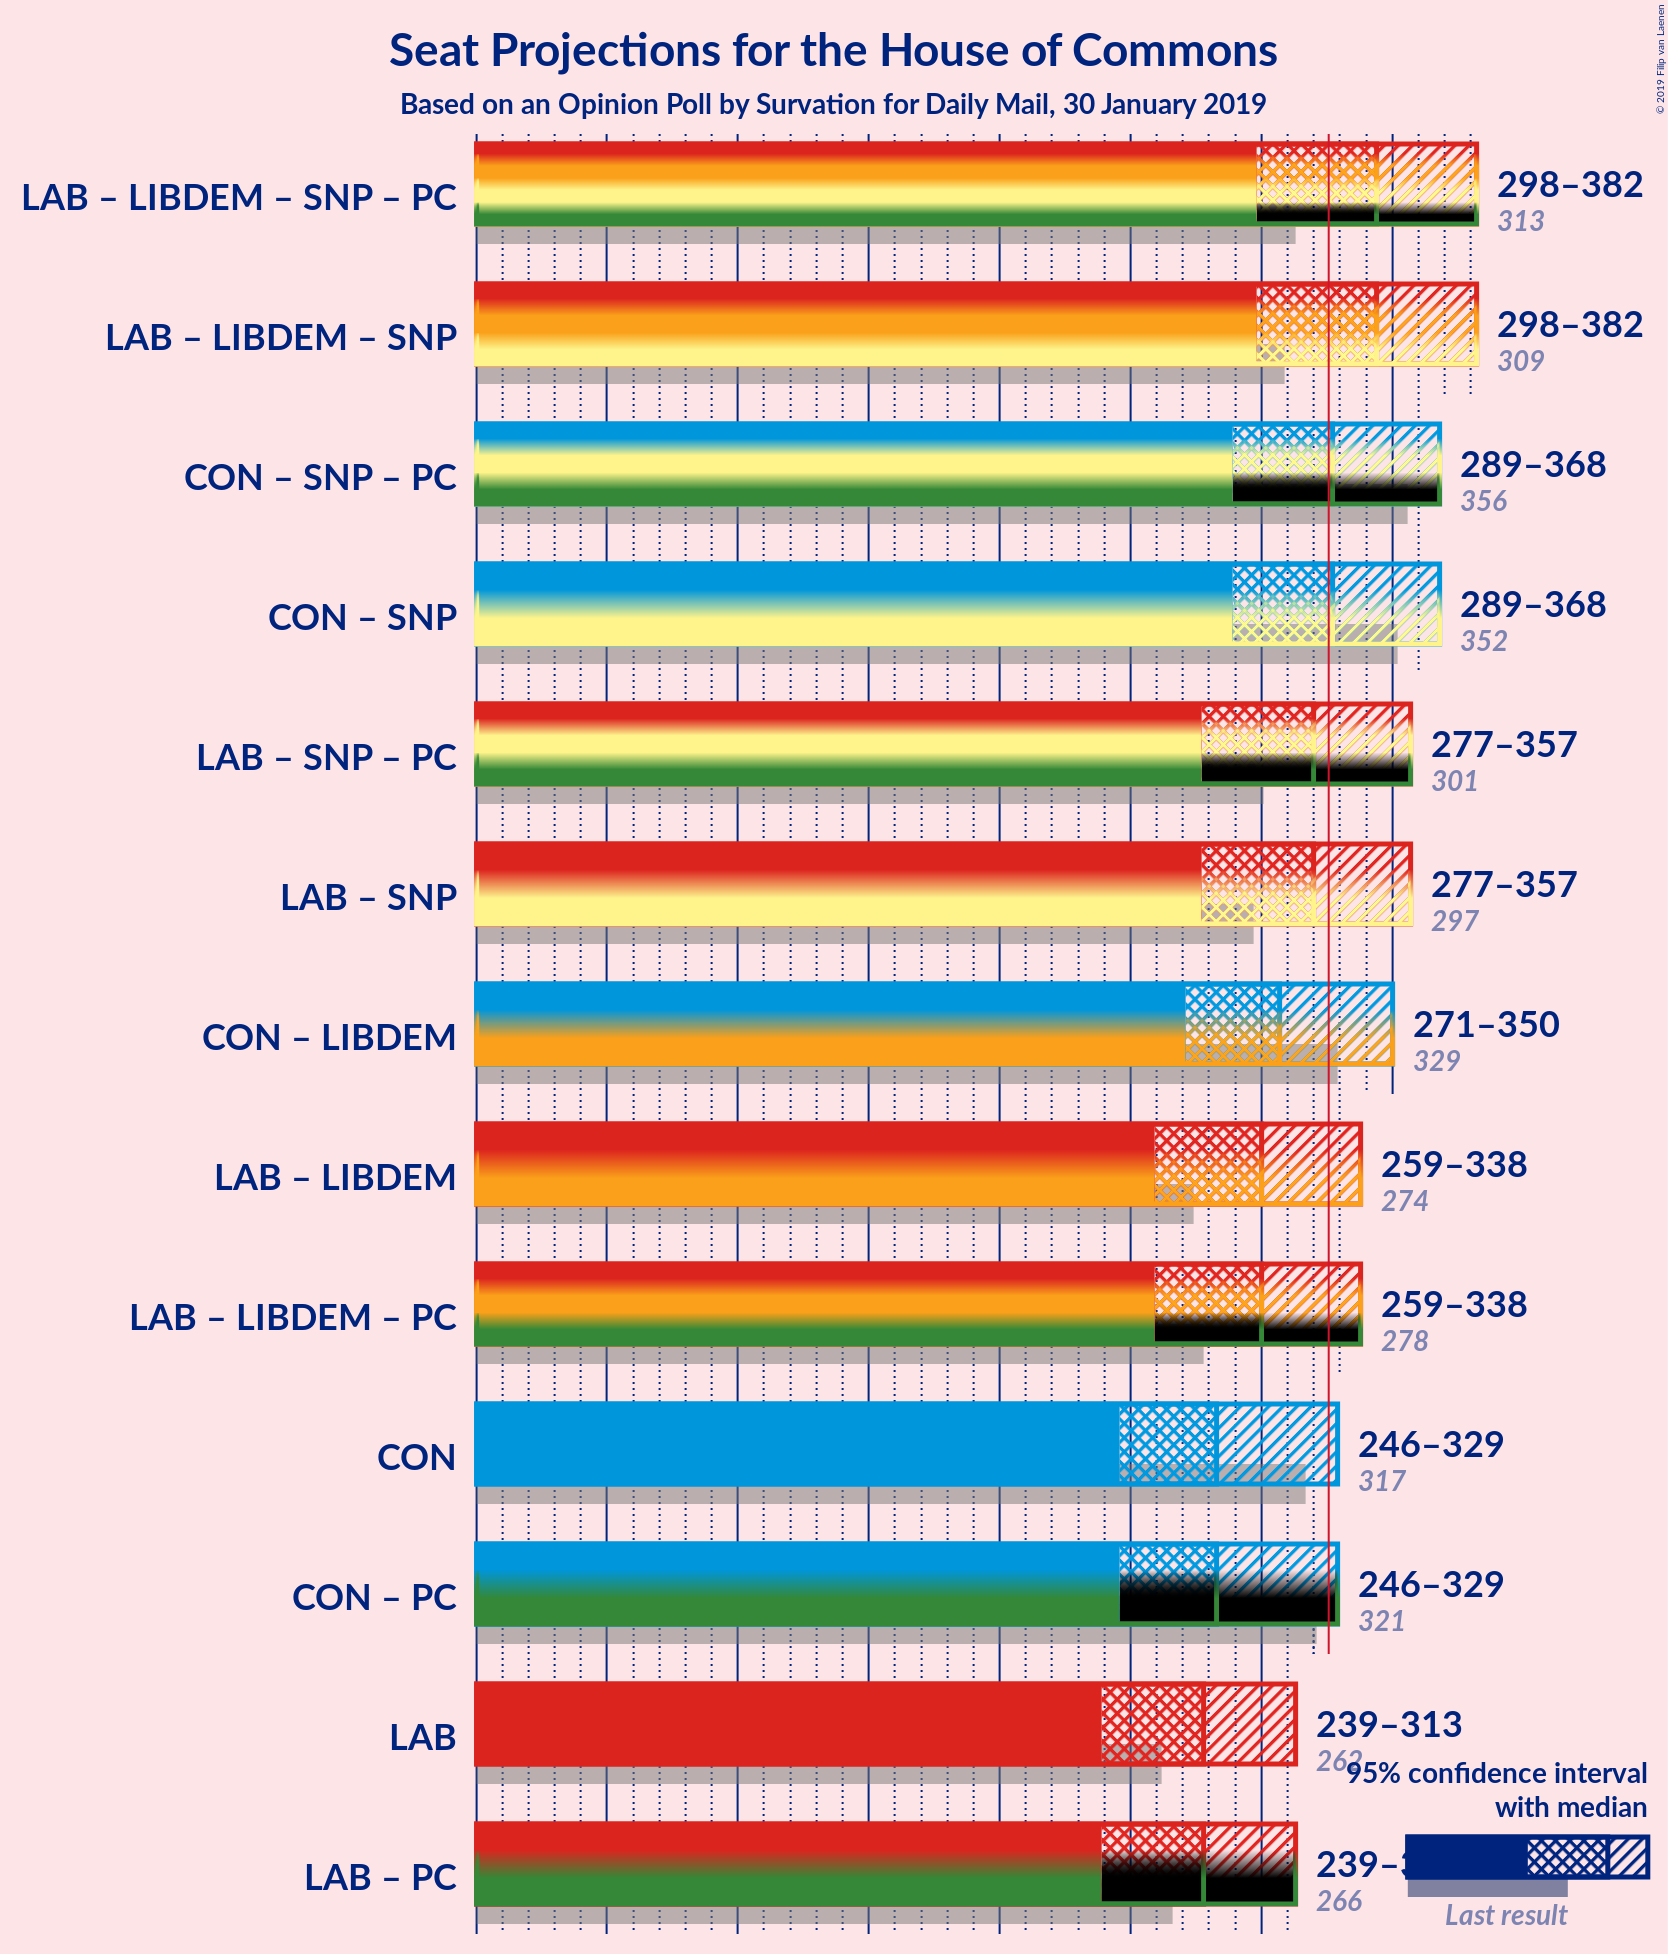 Seat Projections for the House of Commons
Based on an Opinion Poll by Survation for Daily Mail, 30 January 2019
© 2019 Filip van Laenen
LAB – LIBDEM – SNP – PC
298–382
313
LAB – LIBDEM – SNP
298–382
309
CON – SNP – PC
289–368
356
CON – SNP
289–368
352
LAB – SNP – PC
277–357
301
LAB – SNP
277–357
297
CON – LIBDEM
271–350
329
LAB – LIBDEM
259–338
274
LAB – LIBDEM – PC
259–338
278
CON
246–329
317
CON – PC
246–329
321
LAB
239–313
262
LAB – PC
239–
266
95% confidence interval
with median
Last result